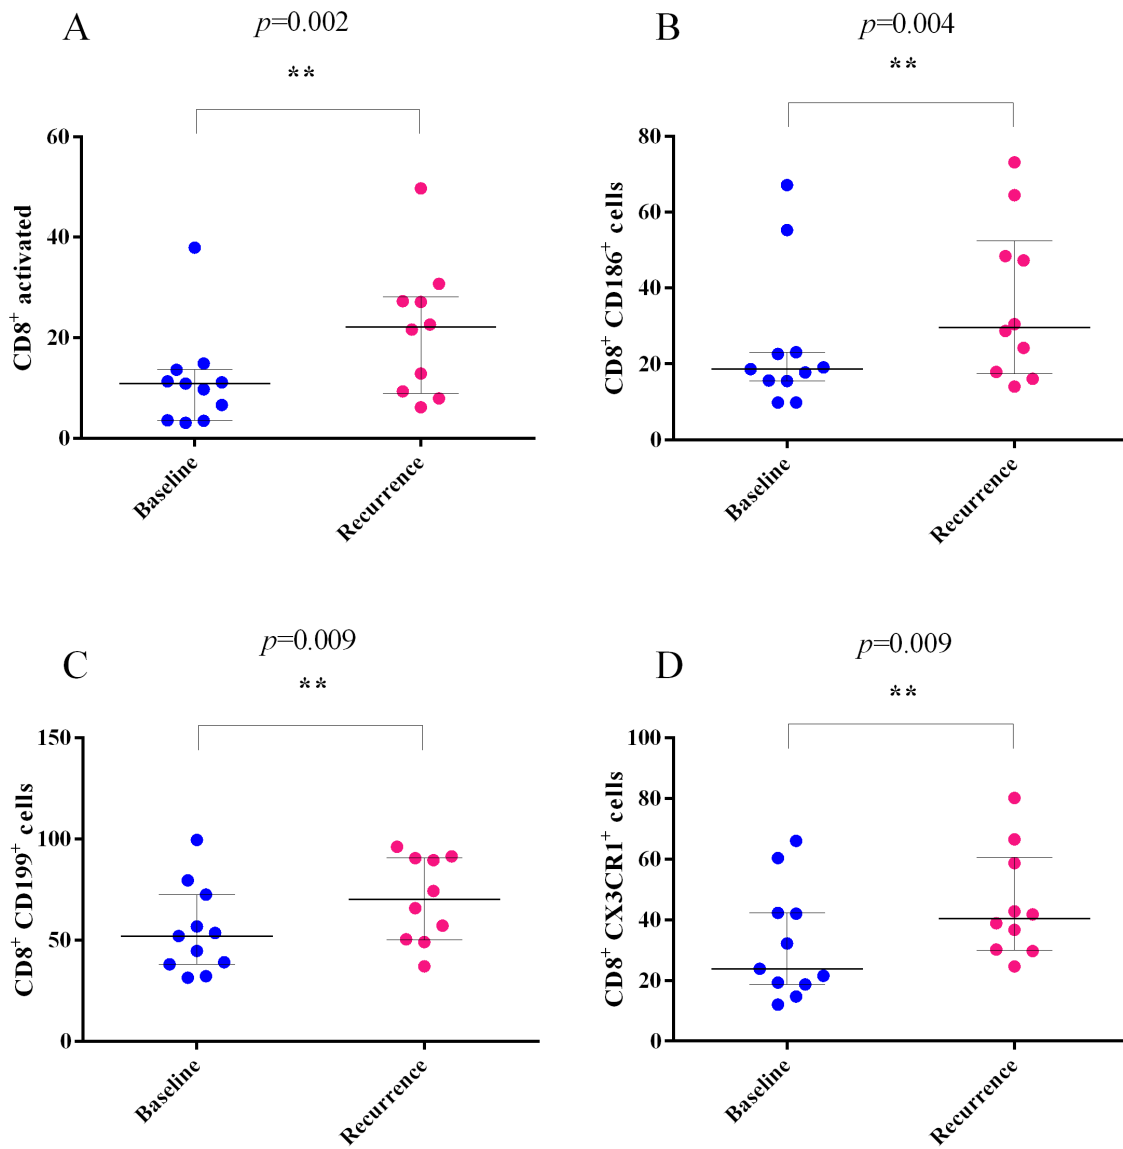 A
p=0.002
**
CD8+ activated
60
40
20
0
Baseline
Recurrence
B
p=0.004
**
CD8+ CD186+ cells
80
60
40
20
0
Baseline
Recurrence
C
p=0.009
**
CD8+ CD199+ cells
150
100
50
0
Baseline
Recurrence
D
p=0.009
**
CD8+ CX3CR1+ cells
100
80
60
40
20
0
Baseline
Recurrence